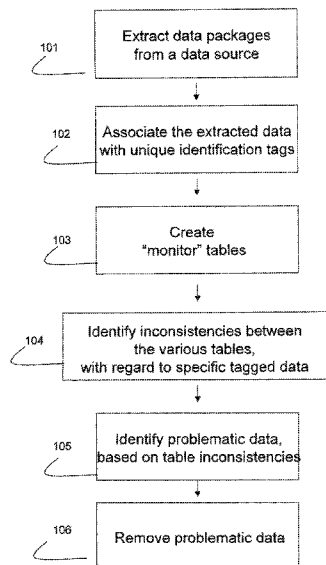 101
Extract data packages
from a data source
102
Associate the extracted data
with unique identification tags
103
Create
"monitor" tables
104
Identify inconsistencies between
the various tables,
with regard to specific tagged data
105
Identify problematic data,
based on table inconsistencies
106
Remove problematic data